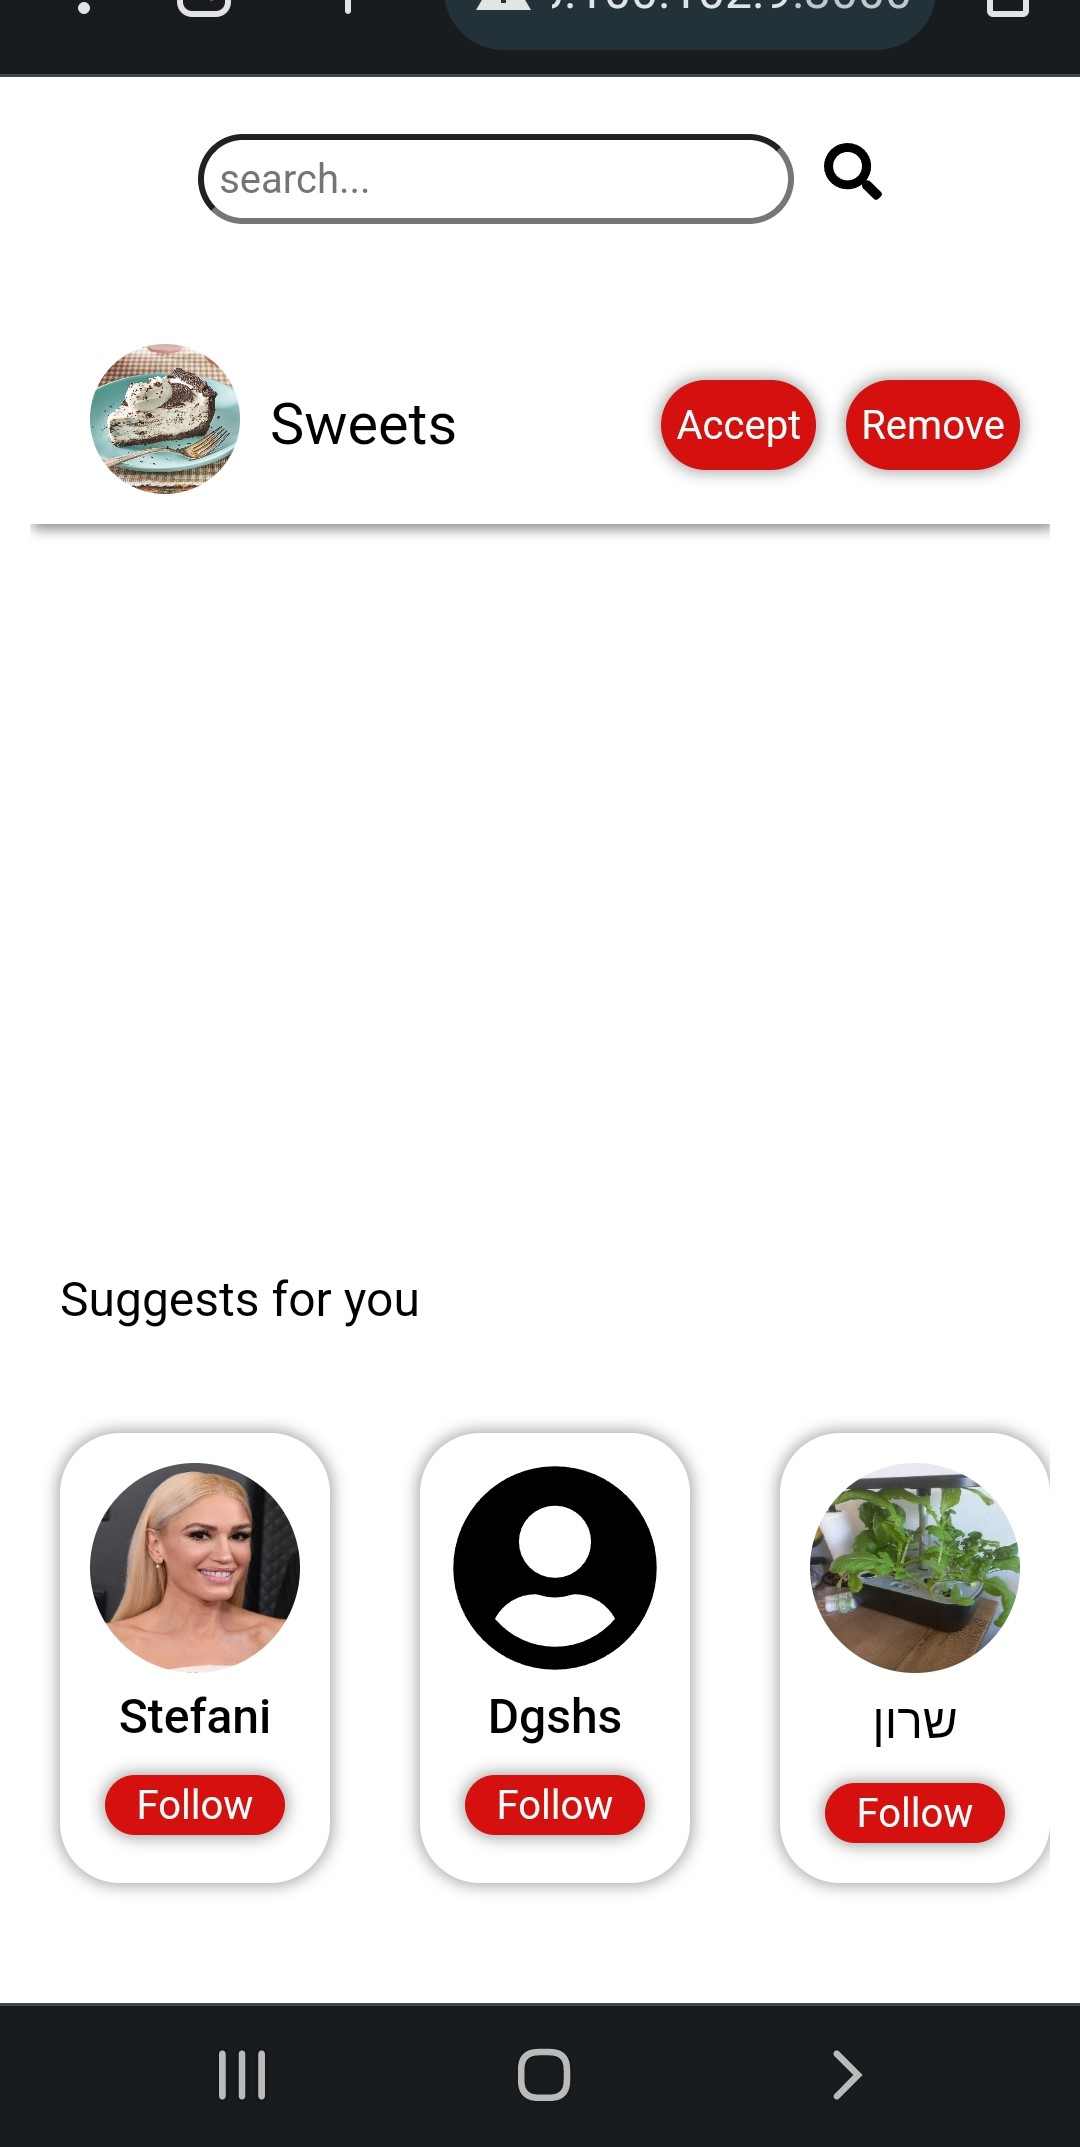 search...
Sweets
Accept
Remove
Suggests for you
Stefani
Dgshs
שרון
Follow
Follow
Follow